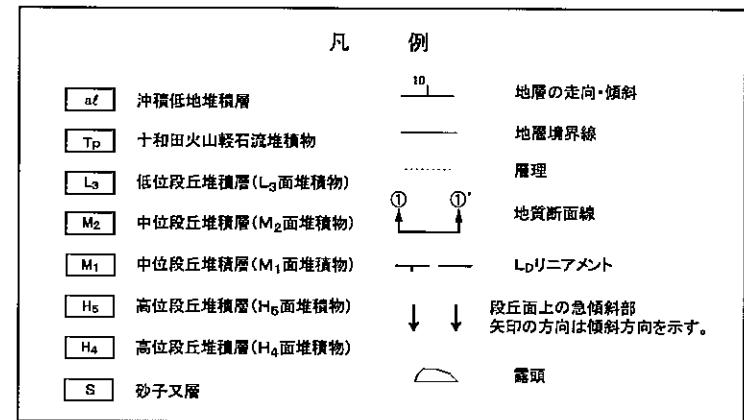 凡 例
aℓ 沖積低地堆積層
Tp 十和田火山軽石流堆積物
L3 低位段丘堆積層(L3面堆積物)
M2 中位段丘堆積層(M2面堆積物)
M1 中位段丘堆積層(M1面堆積物)
H5 高位段丘堆積層(H5面堆積物)
H4 高位段丘堆積層(H4面堆積物)
S 砂子又層
10 地層の走向・傾斜
地層境界線
層理
① ①' 地質断面線
LDリニアメント
段丘面上の急傾斜部
矢印の方向は傾斜方向を示す。
露頭